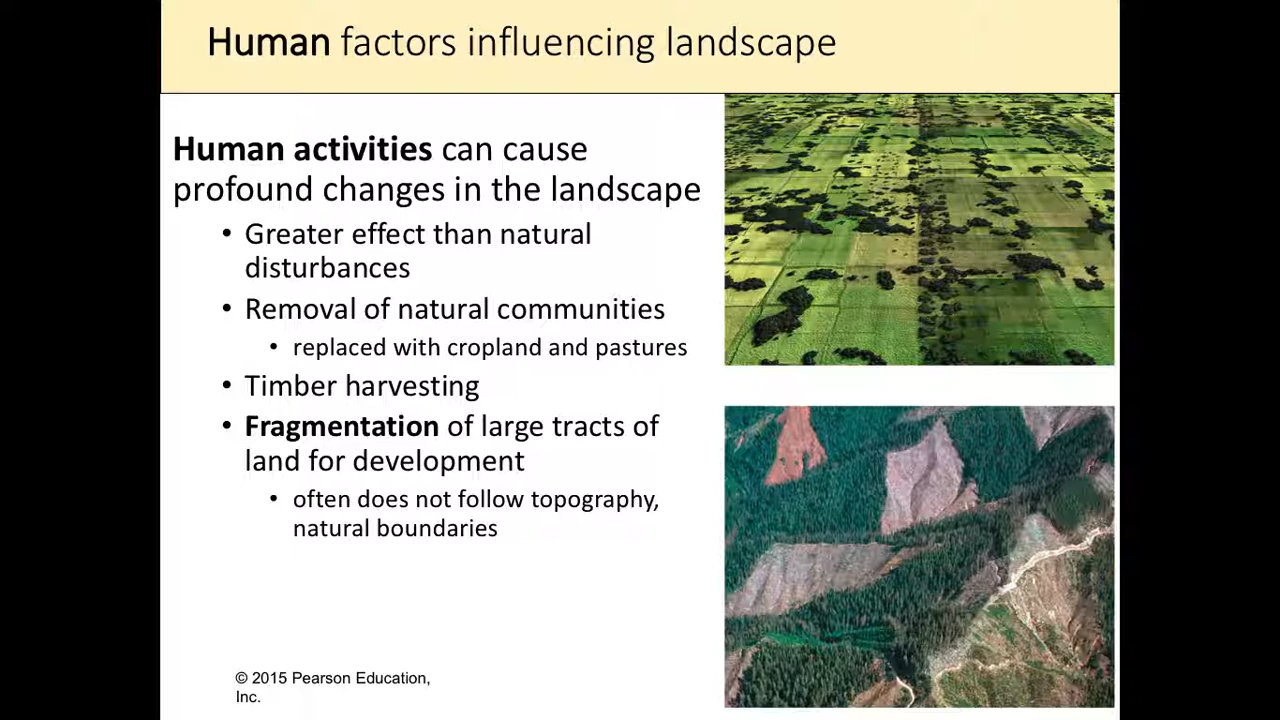 Human factors influencing landscape
Human activities can cause
profound changes in the landscape
• Greater effect than natural
disturbances
• Removal of natural communities
• replaced with cropland and pastures
• Timber harvesting
• Fragmentation of large tracts of
land for development
• often does not follow topography,
natural boundaries
© 2015 Pearson Education,
Inc.